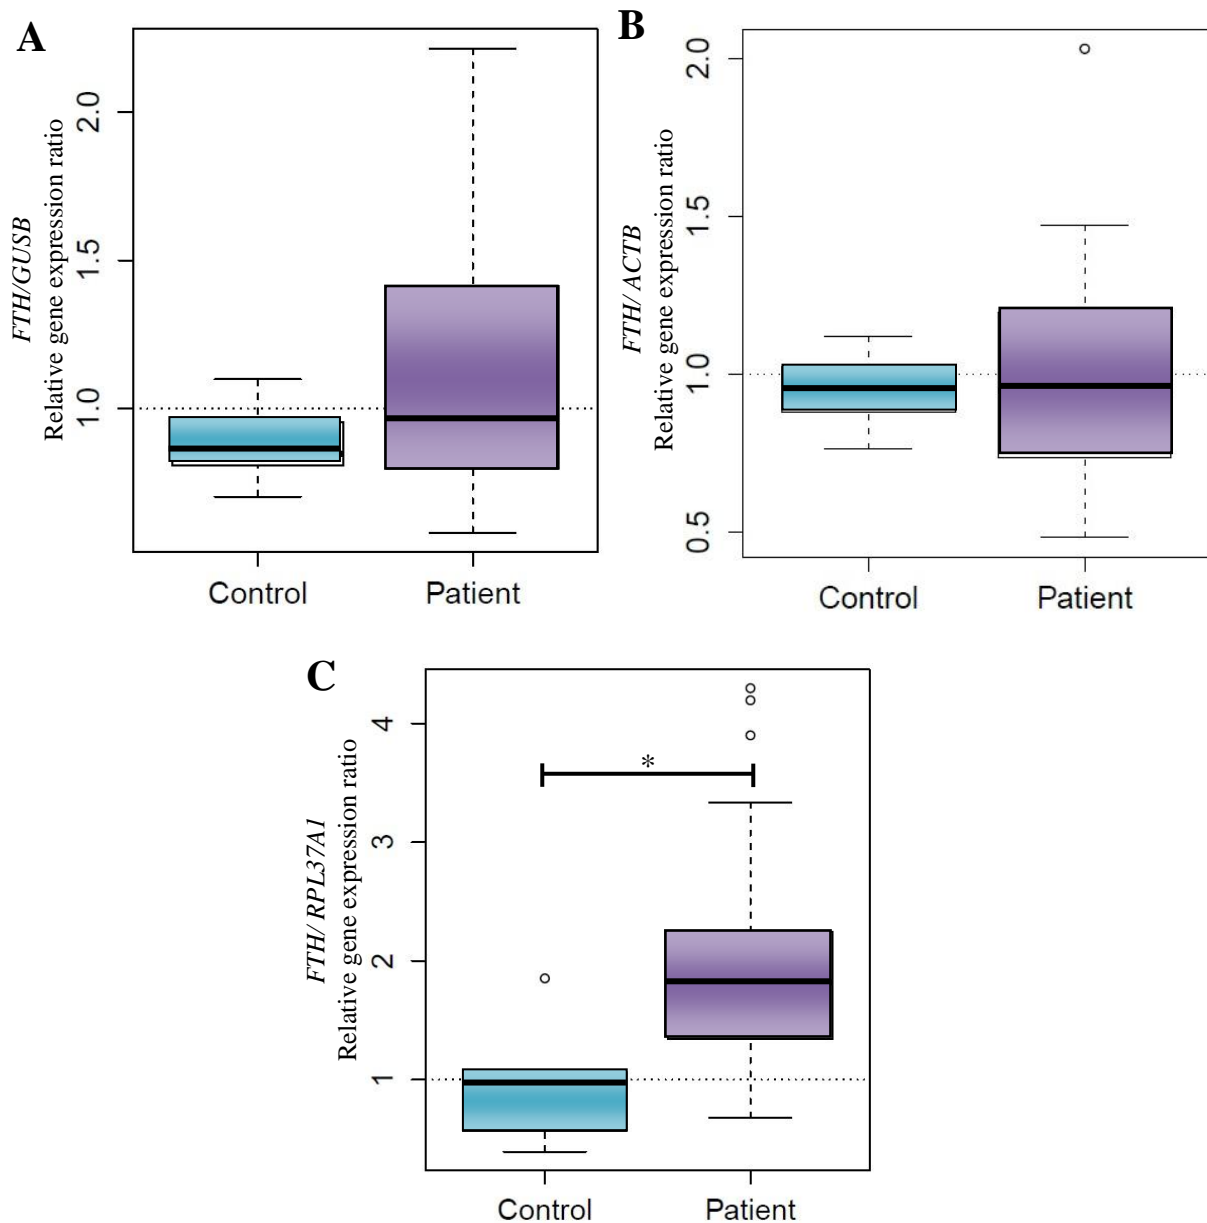 A
FTH/GUSB
Relative gene expression ratio
2.0
1.5
1.0
Control
Patient
B
FTH/ ACTB
Relative gene expression ratio
2.0
1.5
1.0
0.5
Control
Patient
C
FTH/ RPL37A1
Relative gene expression ratio
4
3
2
1
*
Control
Patient